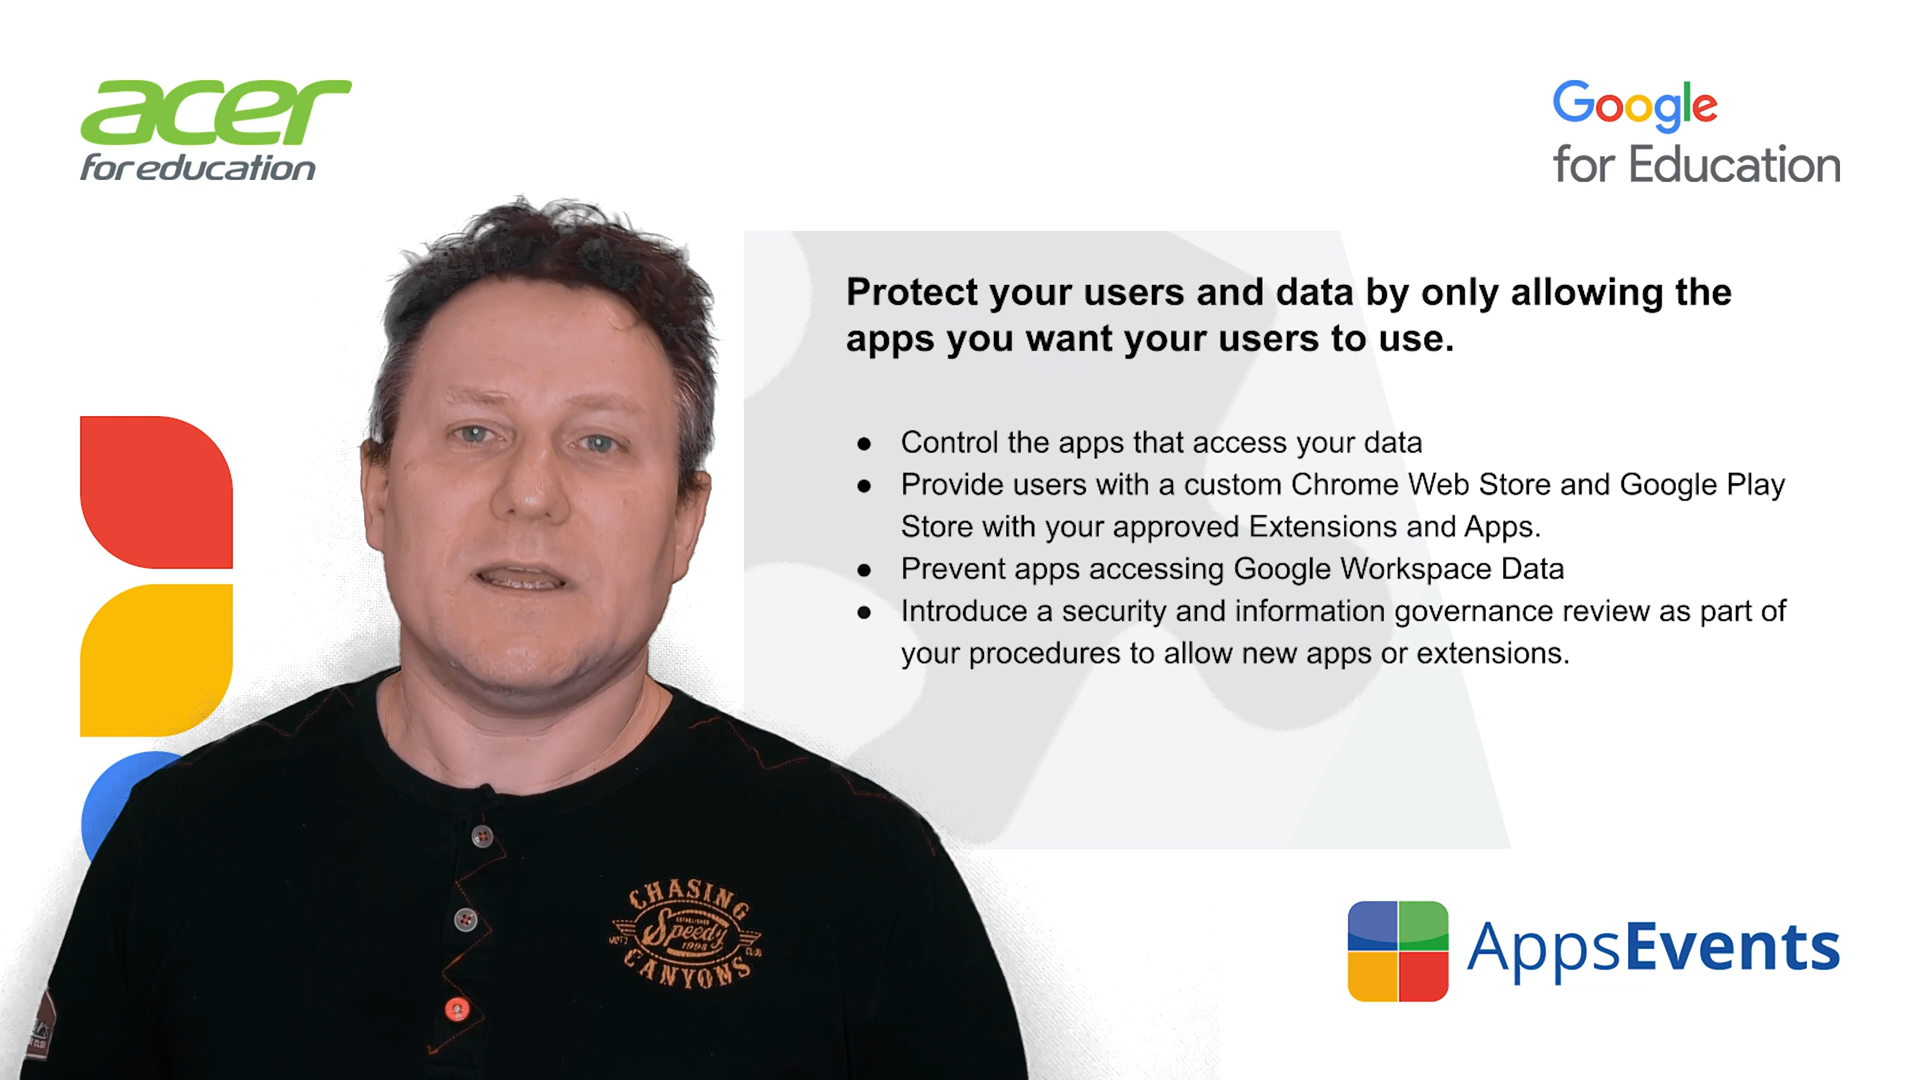 acer
for education
Google
for Education
Protect your users and data by only allowing the
apps you want your users to use.
● Control the apps that access your data
● Provide users with a custom Chrome Web Store and Google Play
Store with your approved Extensions and Apps.
● Prevent apps accessing Google Workspace Data
● Introduce a security and information governance review as part of
your procedures to allow new apps or extensions.
CHASING
ESTABLISHED
Speedy
1998
CLUB
CANYONS
AppsEvents